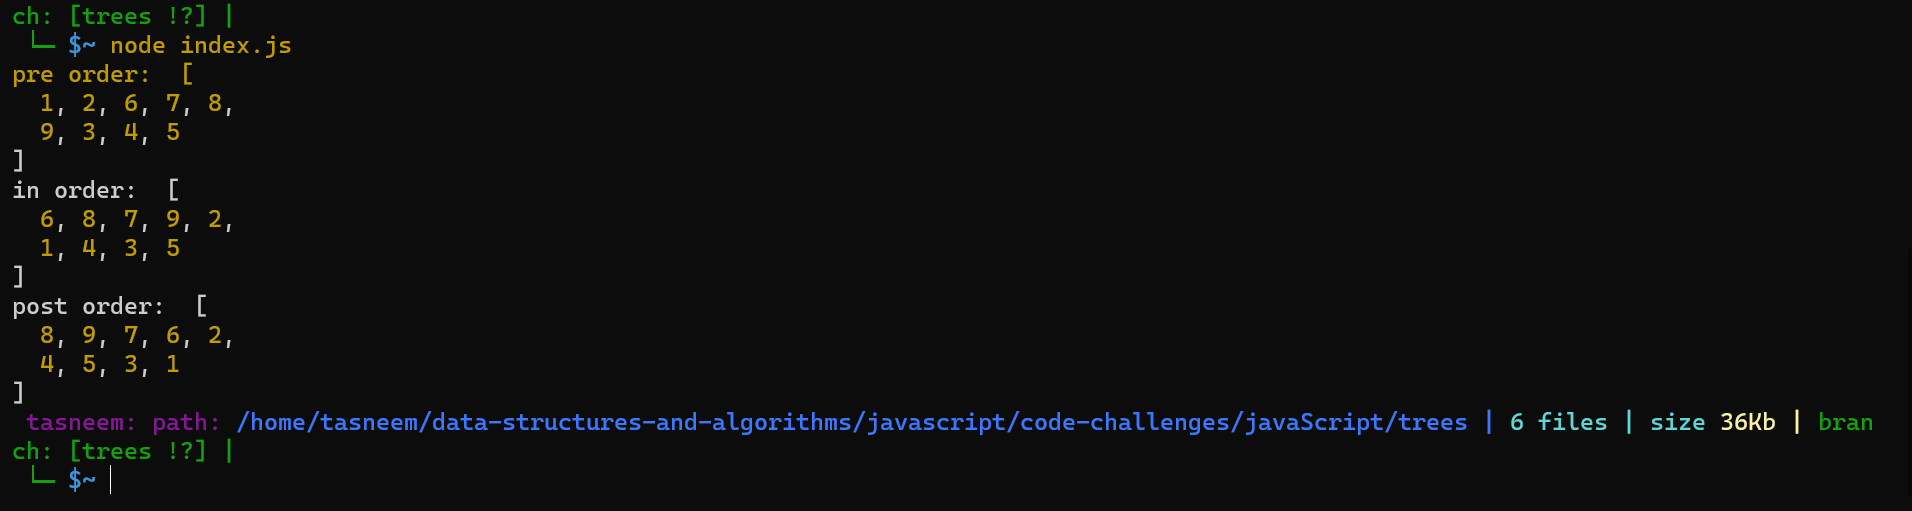 ch: [trees !?] |
└─ $~ node index.js
pre order:  [
  1, 2, 6, 7, 8,
  9, 3, 4, 5
]
in order:  [
  6, 8, 7, 9, 2,
  1, 4, 3, 5
]
post order:  [
  8, 9, 7, 6, 2,
  4, 5, 3, 1
]
tasneem: path: /home/tasneem/data-structures-and-algorithms/javascript/code-challenges/javaScript/trees | 6 files | size 36Kb | bran
ch: [trees !?] |
└─ $~